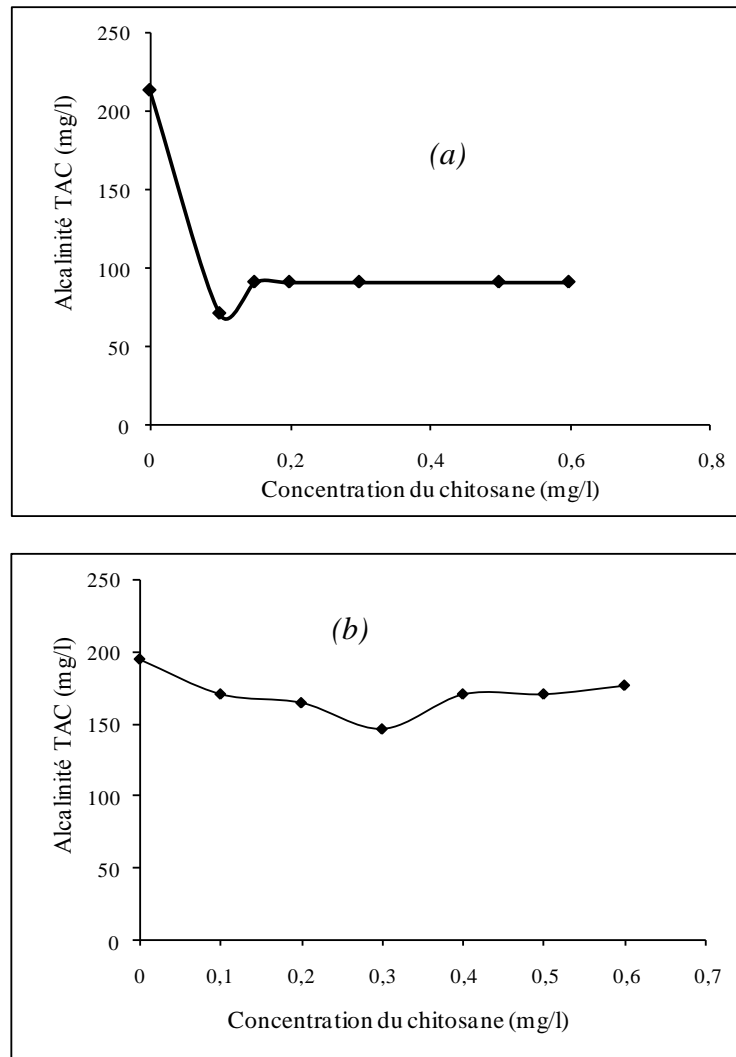 250
200
150
100
50
0
Alcalinité TAC (mg/l)
(a)
0 0,2 0,4 0,6 0,8
Concentration du chitosane (mg/l)
250
200
150
100
50
0
Alcalinité TAC (mg/l)
(b)
0 0,1 0,2 0,3 0,4 0,5 0,6 0,7
Concentration du chitosane (mg/l)